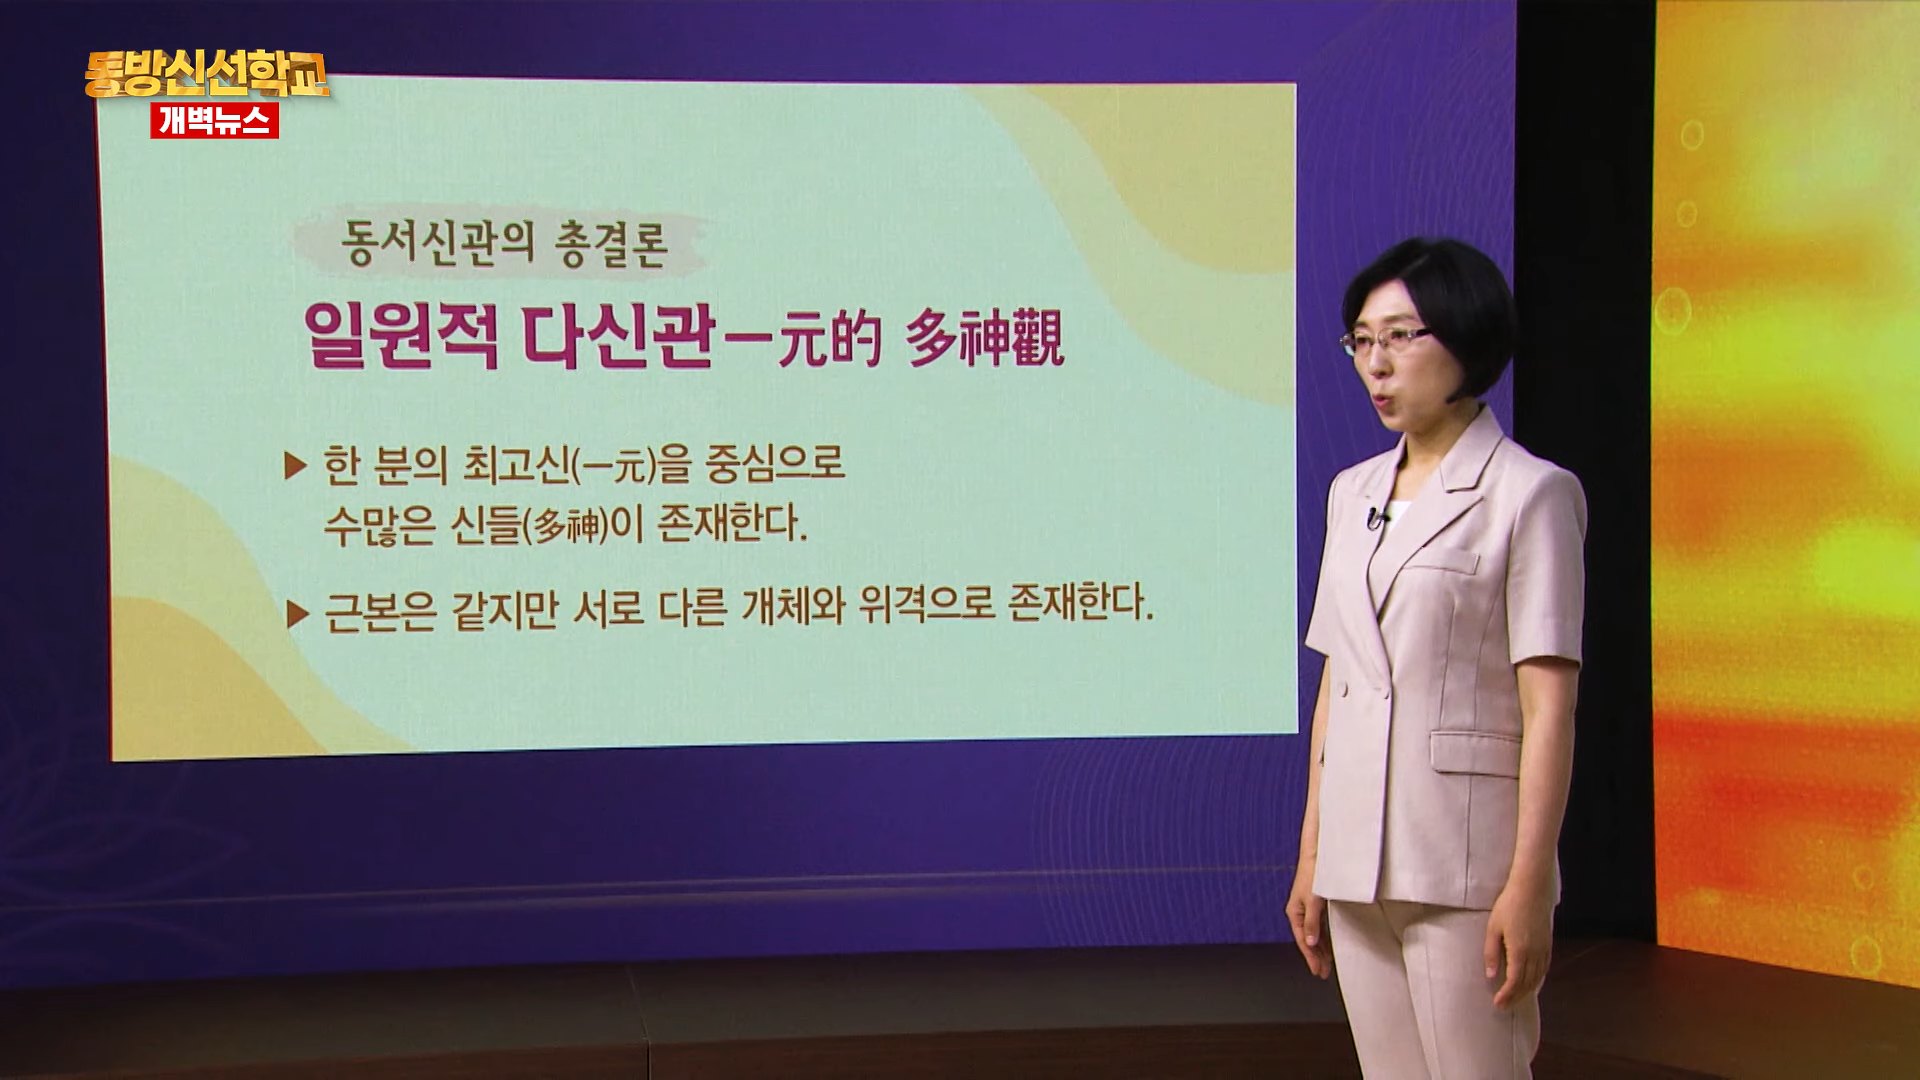 동방신선학교
개벽뉴스
동서신관의 총결론
일원적 다신관 一元的 多神觀
▶ 한 분의 최고신(一元)을 중심으로
수많은 신들(多神)이 존재한다.
▶ 근본은 같지만 서로 다른 개체와 위격으로 존재한다.